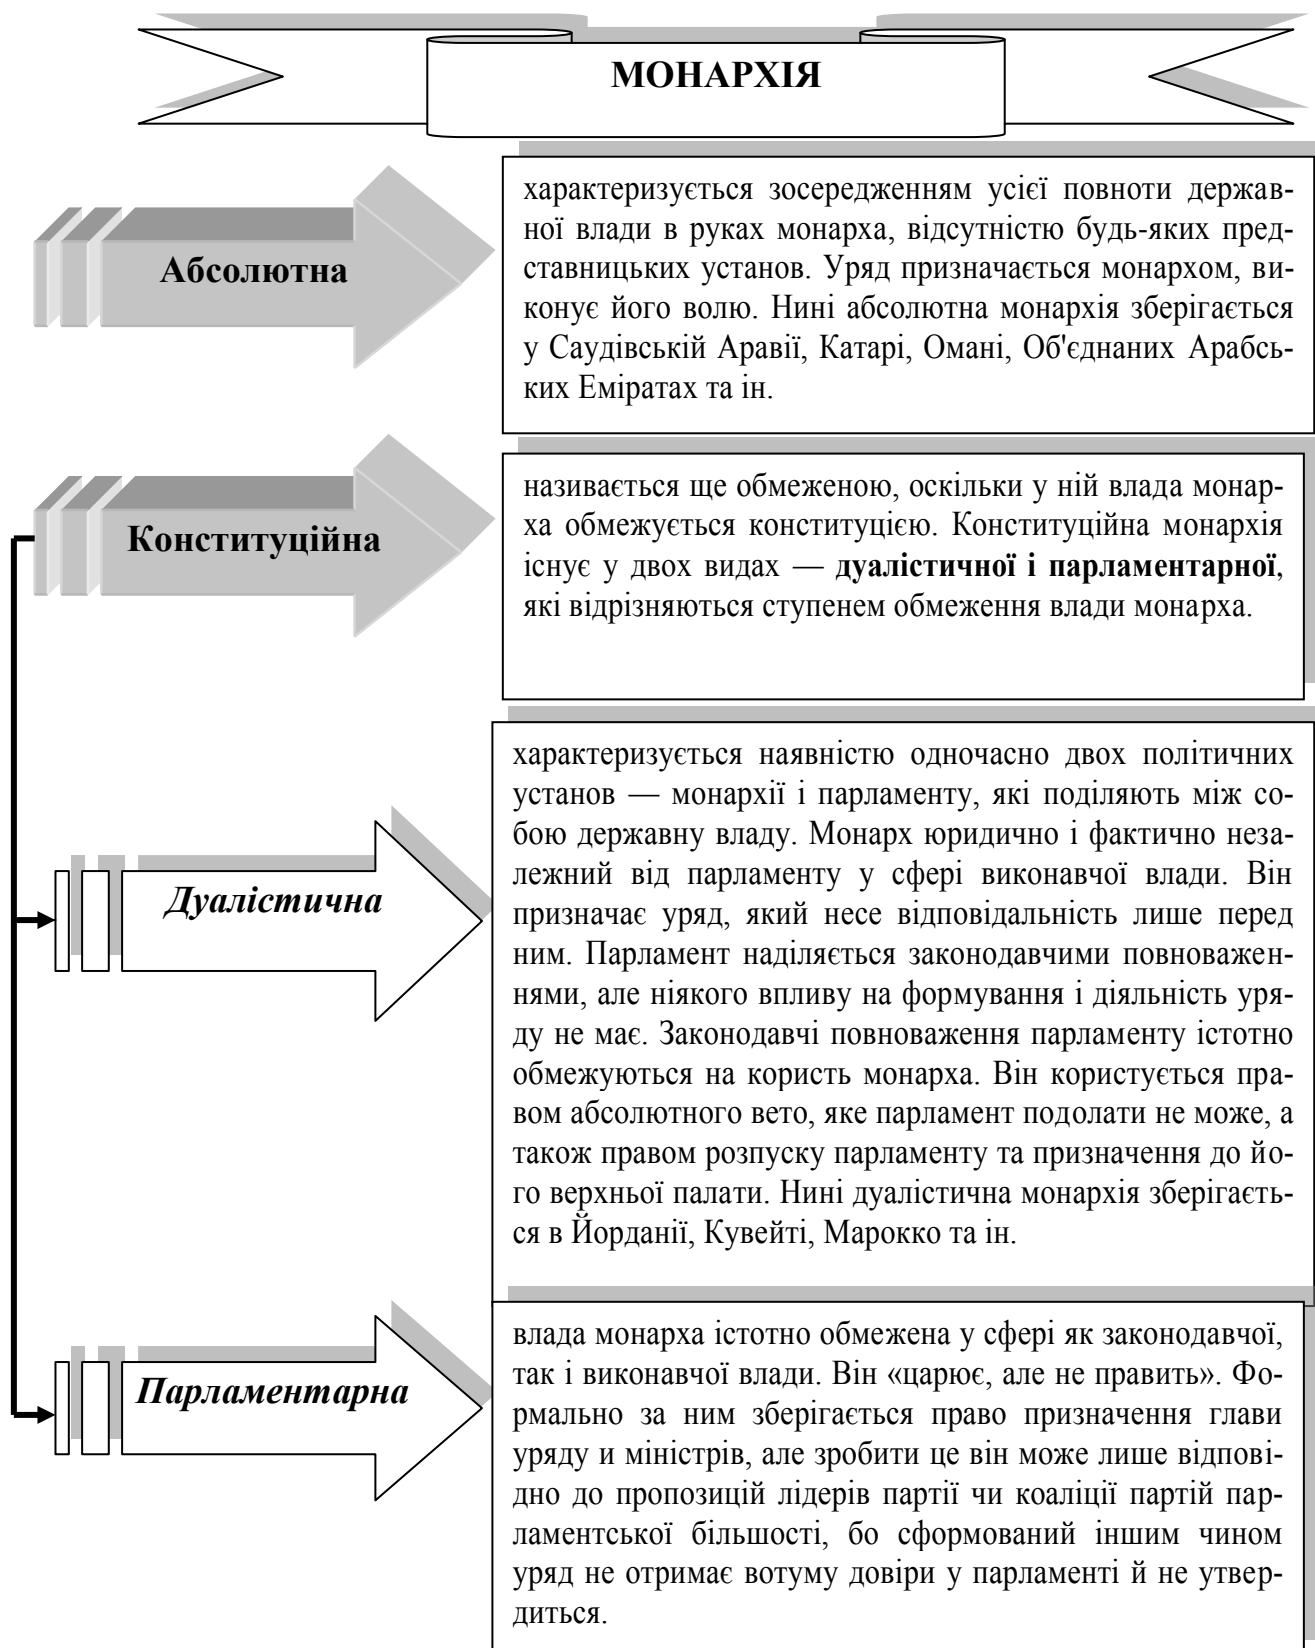 МОНАРХІЯ
Абсолютна
характеризується зосередженням усієї повноти держав-
ної влади в руках монарха, відсутністю будь-яких пред-
ставницьких установ. Уряд призначається монархом, ви-
конує його волю. Нині абсолютна монархія зберігається
у Саудівській Аравії, Катарі, Омані, Об'єднаних Арабсь-
ких Еміратах та ін.
Конституційна
називається ще обмеженою, оскільки у ній влада монар-
ха обмежується конституцією. Конституційна монархія
існує у двох видах — дуалістичної і парламентарної,
які відрізняються ступенем обмеження влади монарха.
Дуалістична
характеризується наявністю одночасно двох політичних
установ — монархії і парламенту, які поділяють між со-
бою державну владу. Монарх юридично і фактично неза-
лежний від парламенту у сфері виконавчої влади. Він
призначає уряд, який несе відповідальність лише перед
ним. Парламент наділяється законодавчими повноважен-
нями, але ніякого впливу на формування і діяльність уря-
ду не має. Законодавчі повноваження парламенту істотно
обмежуються на користь монарха. Він користується пра-
вом абсолютного вето, яке парламент подолати не може, а
також правом розпуску парламенту та призначення до йо-
го верхньої палати. Нині дуалістична монархія зберігаєть-
ся в Йорданії, Кувейті, Марокко та ін.
Парламентарна
влада монарха істотно обмежена у сфері як законодавчої,
так і виконавчої влади. Він «царює, але не править». Фо-
рмально за ним зберігається право призначення глави
уряду и міністрів, але зробити це він може лише відпові-
дно до пропозицій лідерів партії чи коаліції партій пар-
ламентської більшості, бо сформований іншим чином
уряд не отримає вотуму довіри у парламенті й не утвер-
диться.